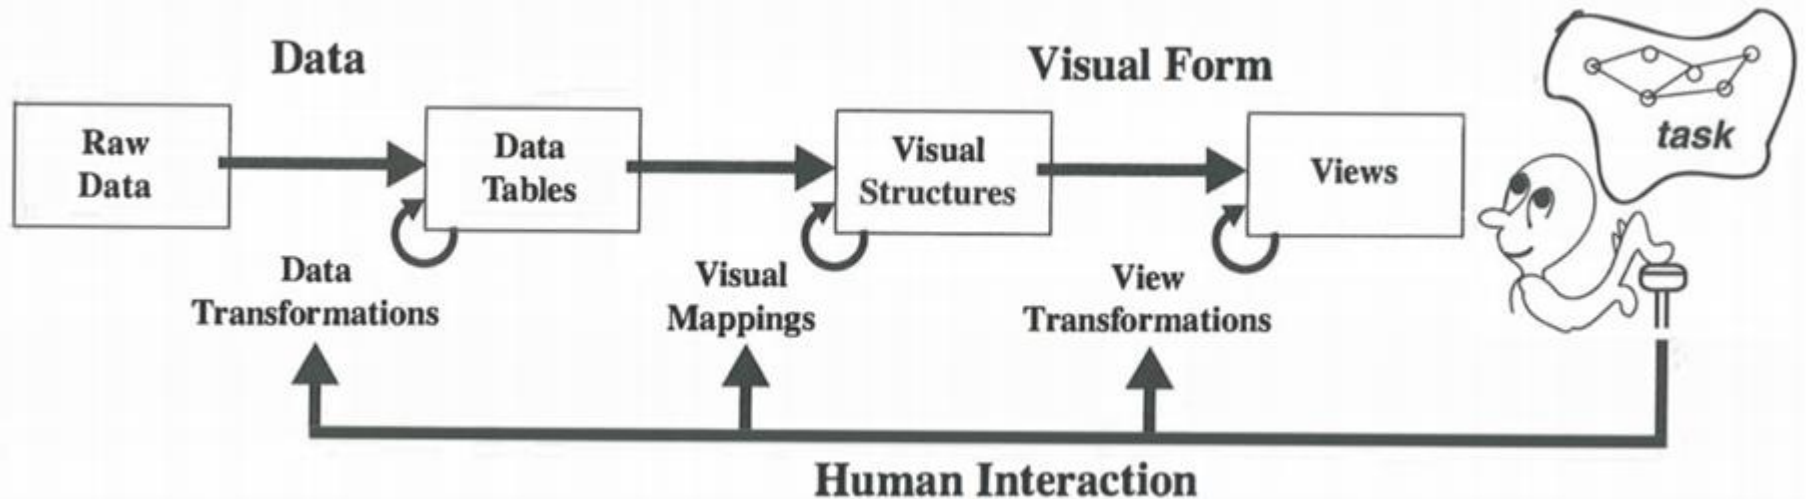 Data
Visual Form
Raw
Data
Data
Tables
Visual
Structures
Views
task
Data
Transformations
Visual
Mappings
View
Transformations
Human Interaction